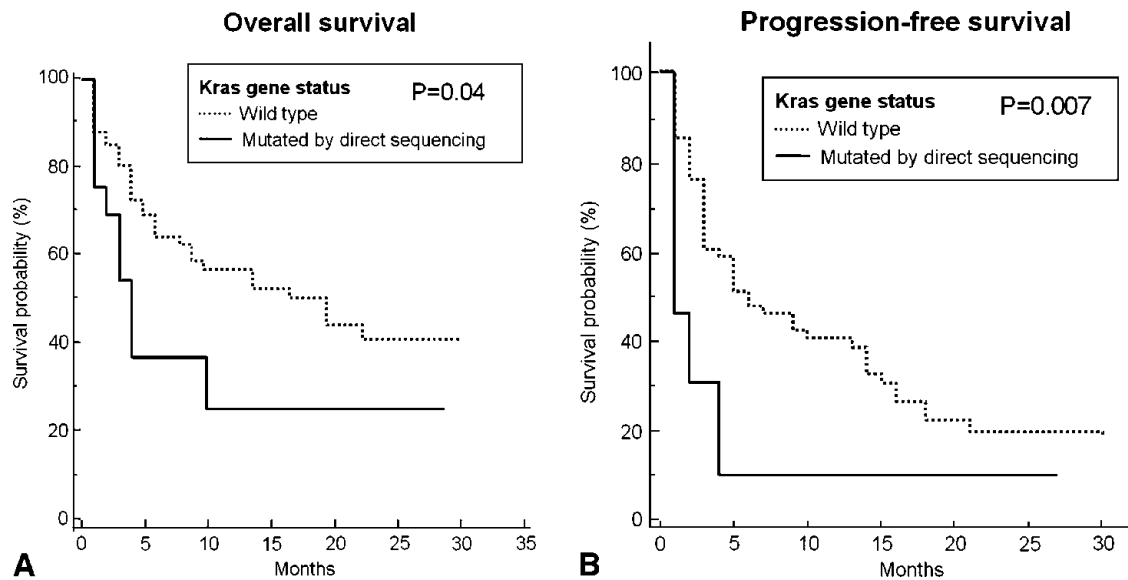 Overall survival
Kras gene status P=0.04
Wild type
Mutated by direct sequencing
Survival probability (%)
100
80
60
40
20
0
0 5 10 15 20 25 30 35
Months
A
Progression-free survival
Kras gene status P=0.007
Wild type
Mutated by direct sequencing
Survival probability (%)
100
80
60
40
20
0
0 5 10 15 20 25 30
Months
B